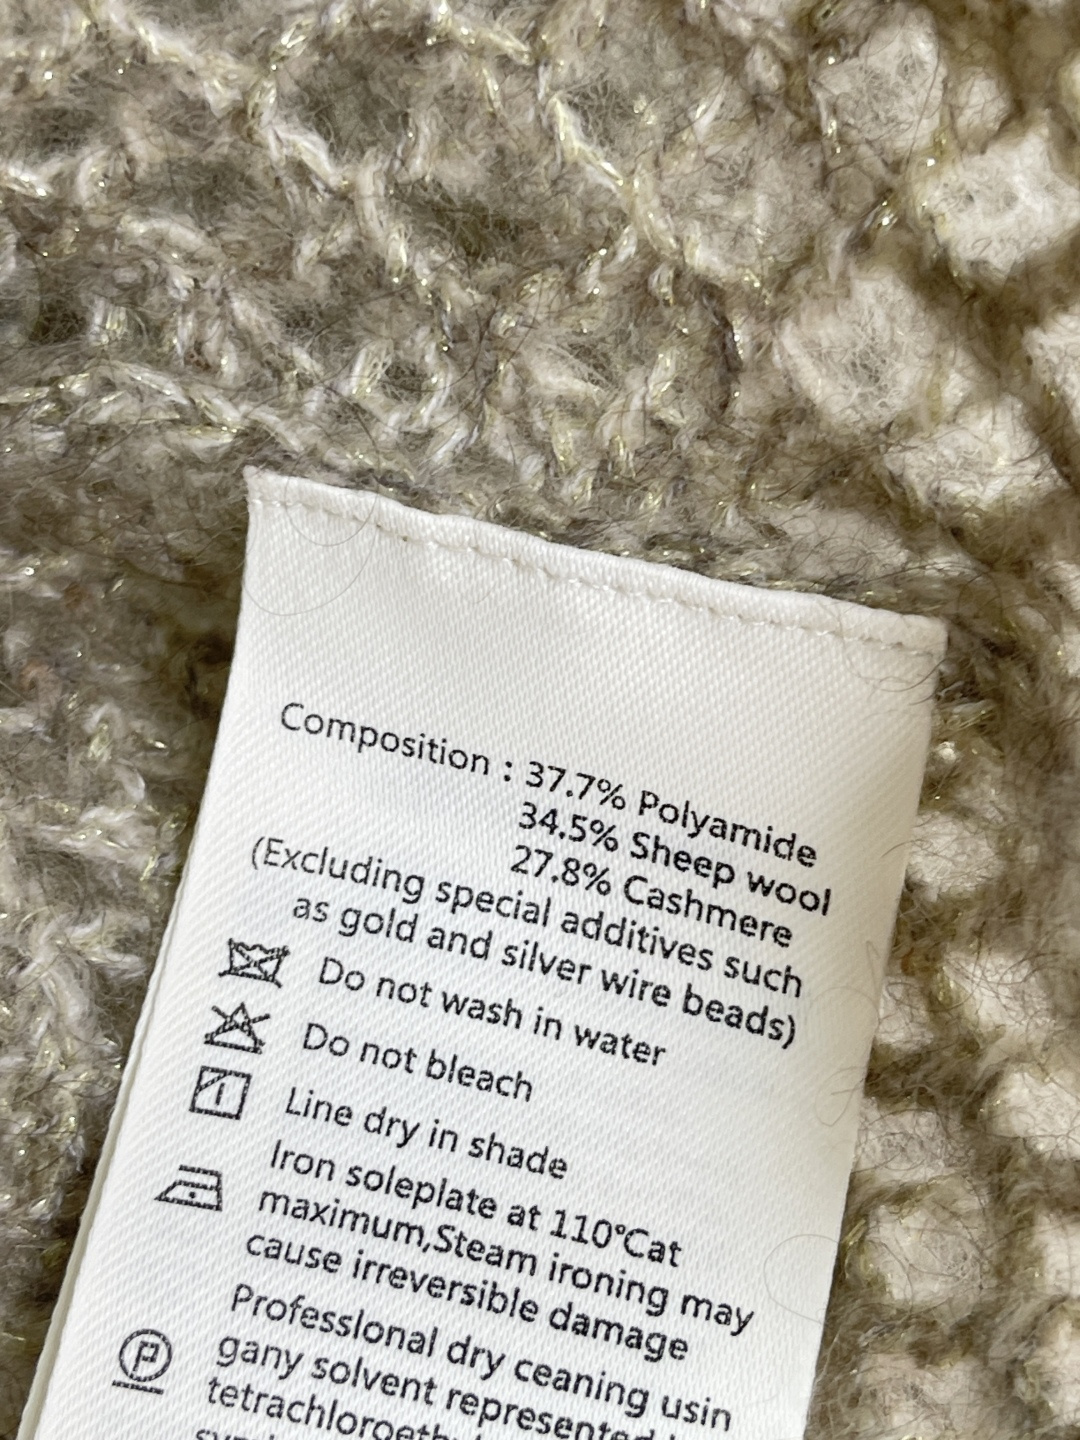 Composition : 37.7% Polyamide
34.5% Sheep wool
27.8% Cashmere
(Excluding special additives such
as gold and silver wire beads)
Do not wash in water
Do not bleach
Line dry in shade
Iron soleplate at 110°Cat
maximum,Steam ironing may
cause irreversible damage
P
Professional dry ceaning usin
gany solvent represented